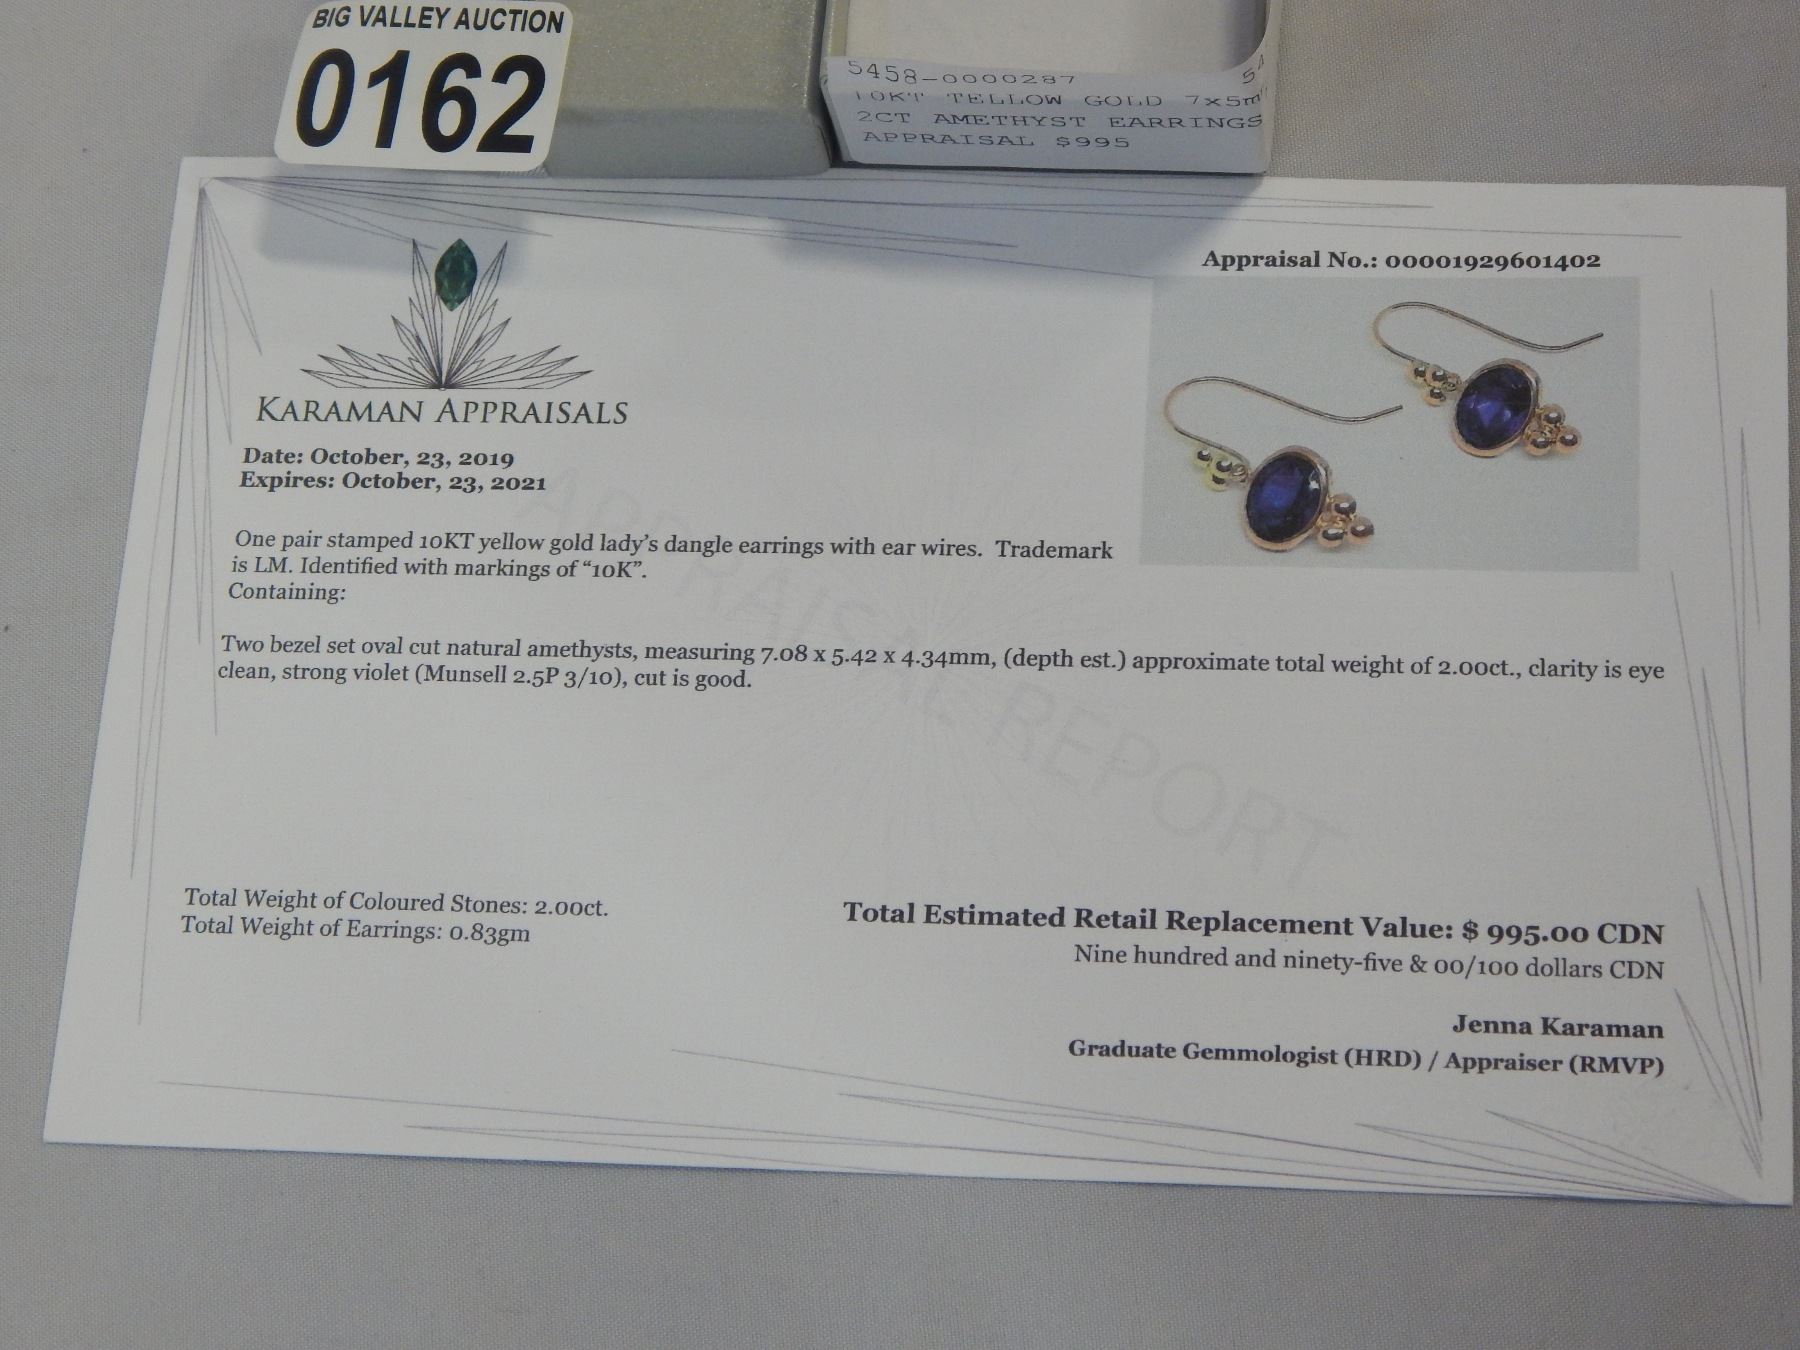 BIG VALLEY AUCTION
0162
5458-0000287
54
10KT TELLOW GOLD 7x5m
2CT AMETHYST EARRINGS
APPRAISAL $995
Appraisal No.: 00001929601402
KARAMAN APPRAISALS
Date: October, 23, 2019
Expires: October, 23, 2021
One pair stamped 10KT yellow gold lady's dangle earrings with ear wires. Trademark
is LM. Identified with markings of "10K".
Containing:
Two bezel set oval cut natural amethysts, measuring 7.08 x 5.42 x 4.34mm, (depth est.) approximate total weight of 2.00ct., clarity is eye
clean, strong violet (Munsell 2.5P 3/10), cut is good.
APPRAISAL REPORT
Total Weight of Coloured Stones: 2.00ct.
Total Weight of Earrings: 0.83gm
Total Estimated Retail Replacement Value: $ 995.00 CDN
Nine hundred and ninety-five & 00/100 dollars CDN
Jenna Karaman
Graduate Gemmologist (HRD) / Appraiser (RMVP)